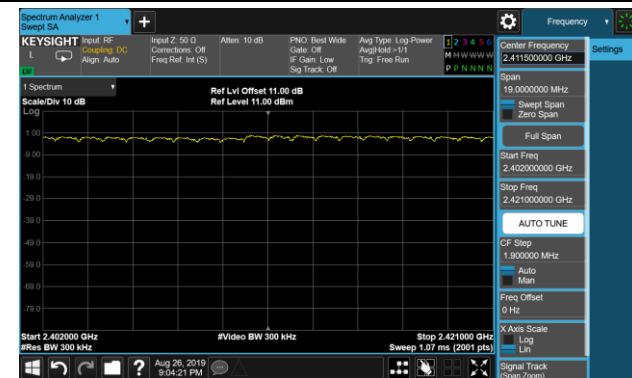 Spectrum Analyzer 1
Swept SA
+
Frequency
KEYSIGHT
Input: RF
Coupling: DC
Align: Auto
Input Z: 50 Ω
Corrections: Off
Freq Ref: Int (S)
Atten: 10 dB
PNO: Best Wide
Gate: Off
IF Gain: Low
Sig Track: Off
Avg Type: Log-Power
Avg|Hold:>1/1
Trig: Free Run
1 2 3 4 5 6
M M W W W W
P P N N N N
L
Center Frequency
2.411500000 GHz
Settings
Span
19.0000000 MHz
Swept Span
Zero Span
Full Span
Start Freq
2.402000000 GHz
Stop Freq
2.421000000 GHz
AUTO TUNE
CF Step
1.900000 MHz
Auto
Man
Freq Offset
0 Hz
X Axis Scale
Log
Lin
Signal Track
(Span Zoom)
1 Spectrum
Scale/Div 10 dB
Log
Ref Lvl Offset 11.00 dB
Ref Level 11.00 dBm
1.00
-9.00
-19.0
-29.0
-39.0
-49.0
-59.0
-69.0
-79.0
Start 2.402000 GHz
#Res BW 300 kHz
#Video BW 300 kHz
Stop 2.421000 GHz
Sweep 1.07 ms (2001 pts)
?
Aug 26, 2019
9:04:21 PM